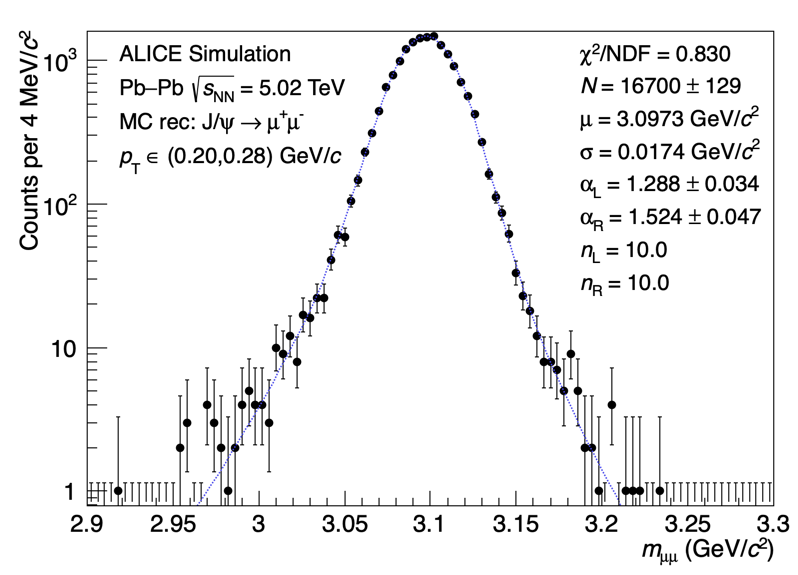 ALICE Simulation
Pb–Pb √sNN = 5.02 TeV
MC rec: J/ψ → μ⁺μ⁻
pT ∈ (0.20,0.28) GeV/c
χ²/NDF = 0.830
N = 16700 ± 129
μ = 3.0973 GeV/c²
σ = 0.0174 GeV/c²
αL = 1.288 ± 0.034
αR = 1.524 ± 0.047
nL = 10.0
nR = 10.0
Counts per 4 MeV/c²
10³
10²
10
1
2.9 2.95 3 3.05 3.1 3.15 3.2 3.25 3.3
mμμ (GeV/c²)